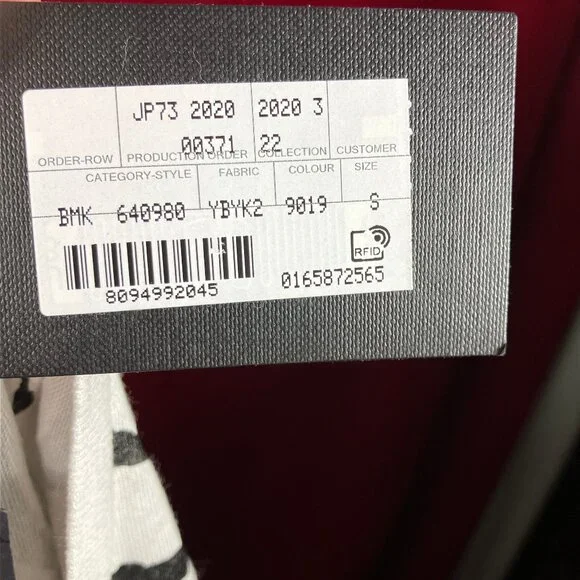 JP73 2020 2020 3
00371 22
ORDER-ROW PRODUCTION ORDER COLLECTION CUSTOMER
CATEGORY-STYLE FABRIC COLOUR SIZE
BMK 640980 YBYK2 9019 S
RFID
8094992045 0165872565